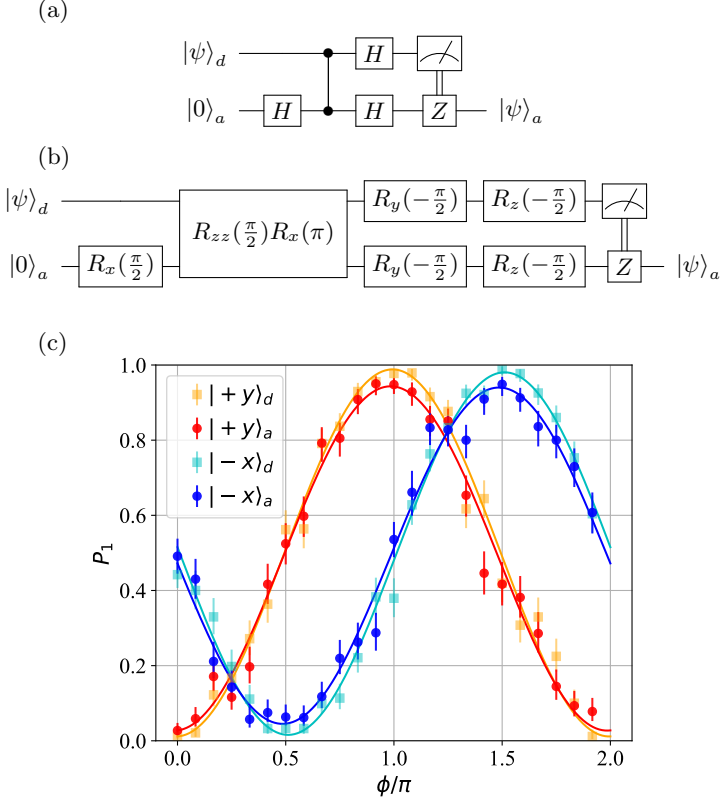 (a)
|ψ⟩_d H
|0⟩_a H H Z |ψ⟩_a
(b)
|ψ⟩_d R_y(−π/2) R_z(−π/2)
R_zz(π/2)R_x(π)
|0⟩_a R_x(π/2) R_y(−π/2) R_z(−π/2) Z |ψ⟩_a
(c)
1.0
0.8
0.6
0.4
0.2
0.0
P_1
| + y⟩_d
| + y⟩_a
| − x⟩_d
| − x⟩_a
0.0 0.5 1.0 1.5 2.0
ϕ/π